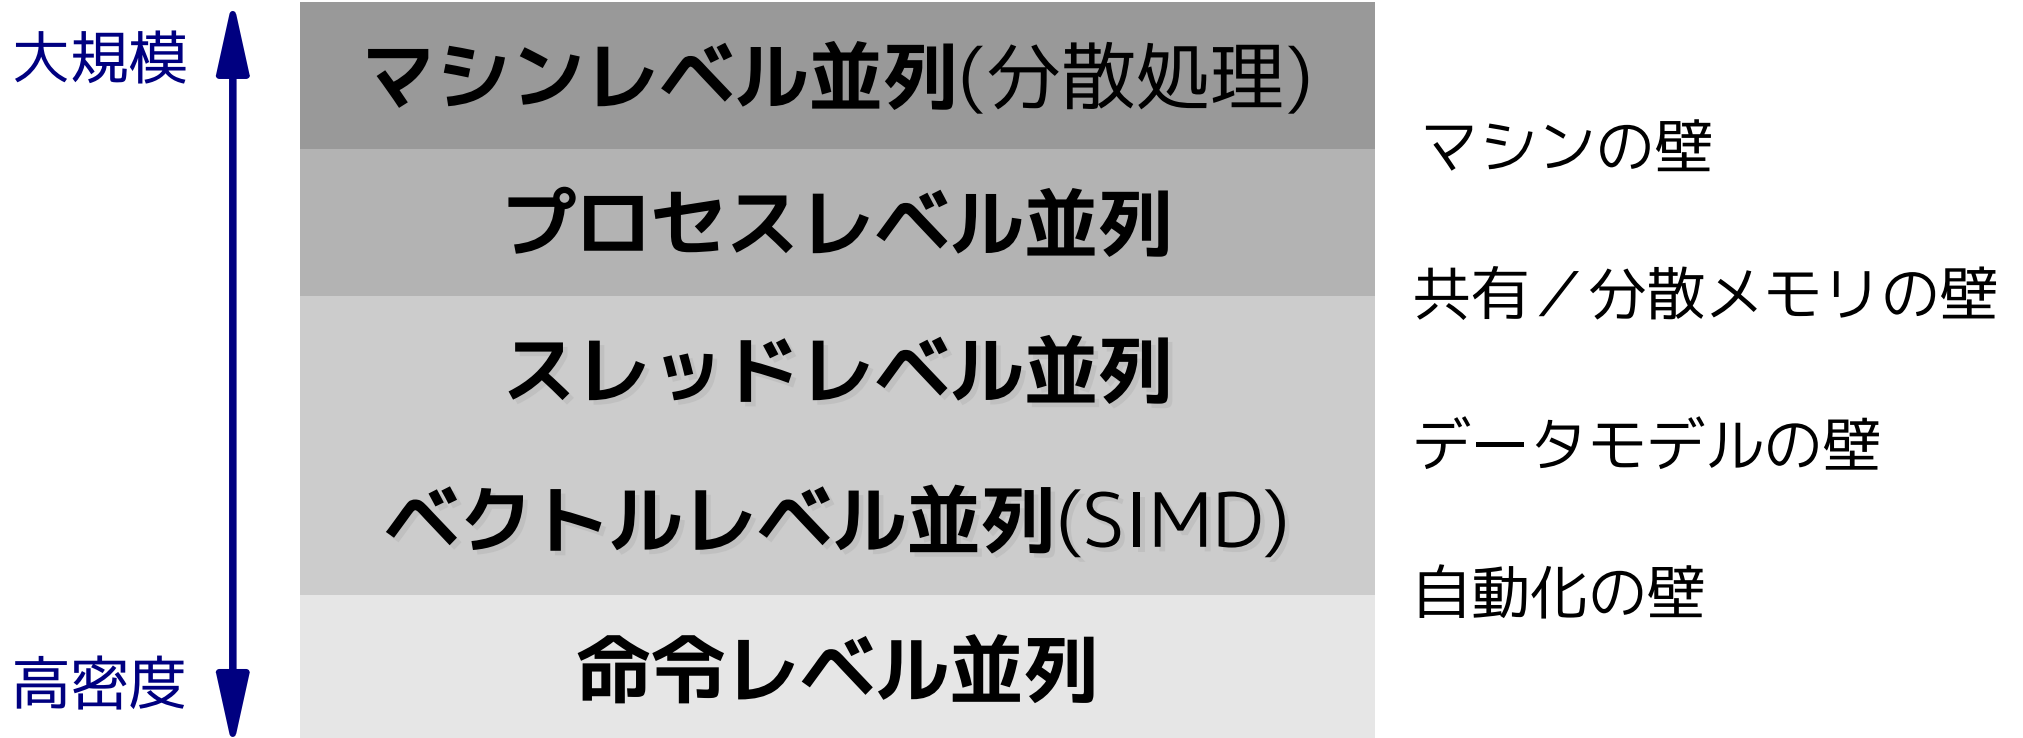 大規模
マシンレベル並列(分散処理)
マシンの壁
プロセスレベル並列
共有／分散メモリの壁
スレッドレベル並列
データモデルの壁
ベクトルレベル並列(SIMD)
自動化の壁
高密度
命令レベル並列